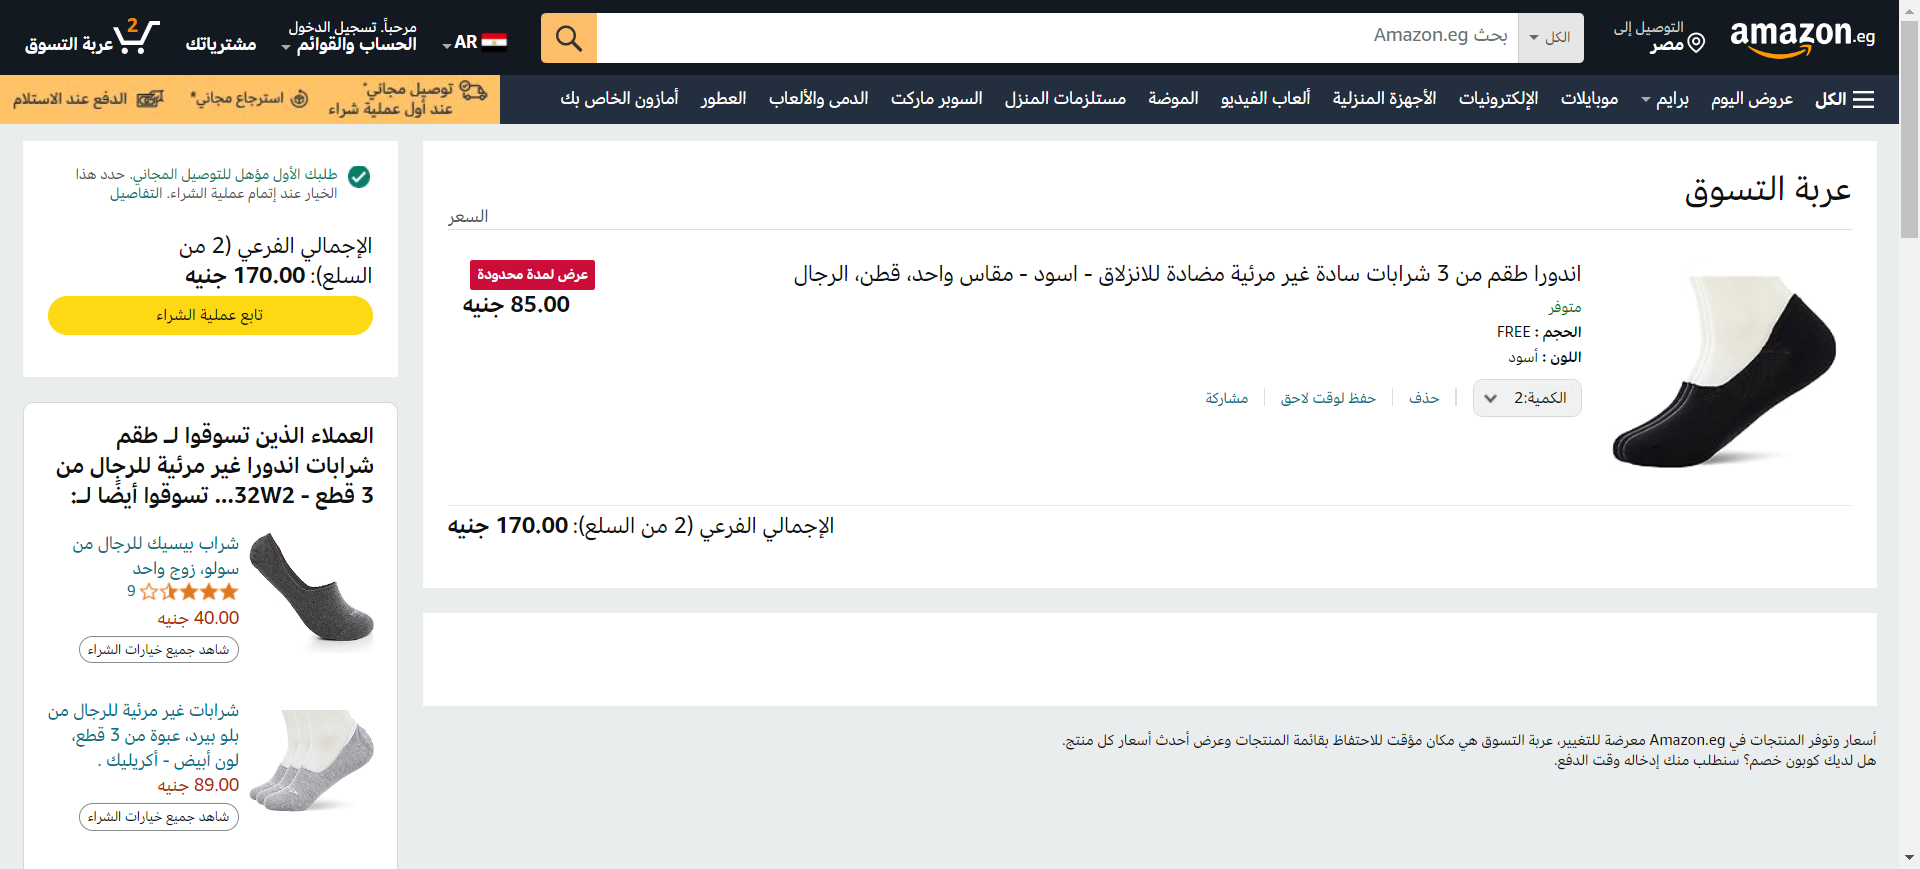 amazon.eg
التوصيل إلى
مصر
الكل
بحث Amazon.eg
AR
مرحباً. تسجيل الدخول
الحساب والقوائم
مشترياتك
2
عربة التسوق
الكل
عروض اليوم
برايم
موبايلات
الإلكترونيات
الأجهزة المنزلية
ألعاب الفيديو
الموضة
مستلزمات المنزل
السوبر ماركت
الدمى والألعاب
العطور
أمازون الخاص بك
توصيل مجاني*
عند أول عملية شراء
استرجاع مجاني*
الدفع عند الاستلام
عربة التسوق
السعر
اندورا طقم من 3 شرابات سادة غير مرئية مضادة للانزلاق - اسود - مقاس واحد، قطن، الرجال
عرض لمدة محدودة
85.00 جنيه
متوفر
الحجم : FREE
اللون : أسود
الكمية:2
حذف
حفظ لوقت لاحق
مشاركة
الإجمالي الفرعي (2 من السلع): 170.00 جنيه
أسعار وتوفر المنتجات في Amazon.eg معرضة للتغيير، عربة التسوق هي مكان مؤقت للاحتفاظ بقائمة المنتجات وعرض أحدث أسعار كل منتج.
هل لديك كوبون خصم؟ سنطلب منك إدخاله وقت الدفع.
طلبك الأول مؤهل للتوصيل المجاني. حدد هذا
الخيار عند إتمام عملية الشراء. التفاصيل
الإجمالي الفرعي (2 من
السلع): 170.00 جنيه
تابع عملية الشراء
العملاء الذين تسوقوا لـ طقم
شرابات اندورا غير مرئية للرجال من
3 قطع - 32W2... تسوقوا أيضًا لـ:
شراب بيسيك للرجال من
سولو، زوج واحد
9
40.00 جنيه
شاهد جميع خيارات الشراء
شرابات غير مرئية للرجال من
بلو بيرد، عبوة من 3 قطع،
لون أبيض - أكريليك .
89.00 جنيه
شاهد جميع خيارات الشراء